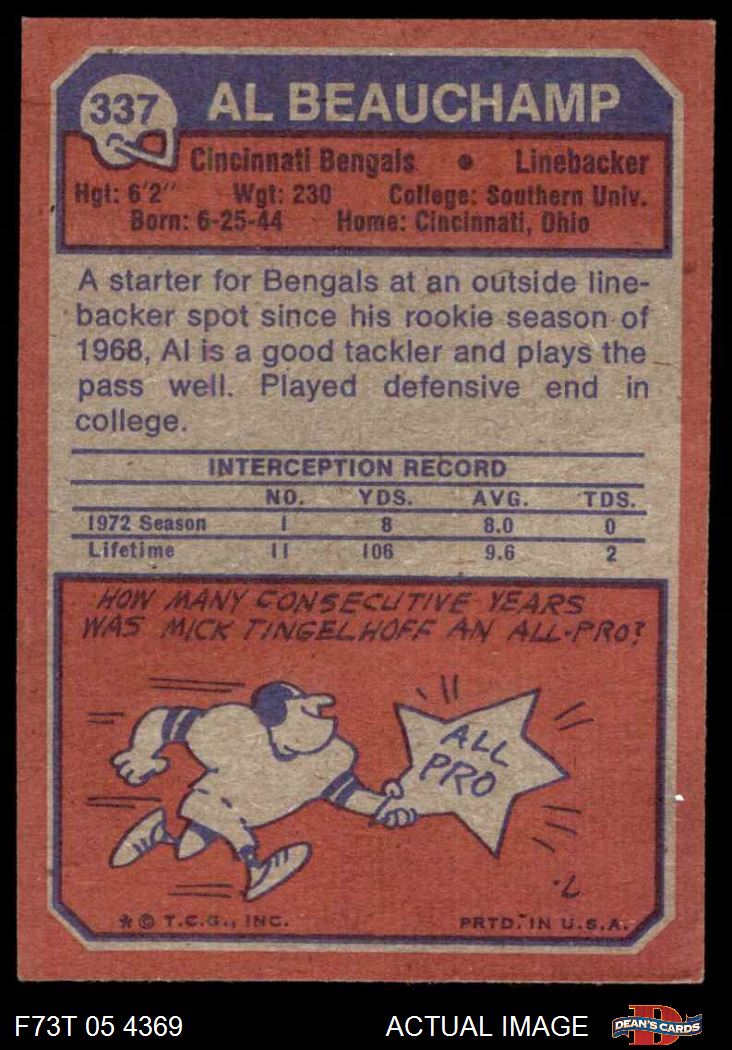 337
AL BEAUCHAMP
Cincinnati Bengals • Linebacker
Hgt: 6'2" Wgt: 230 College: Southern Univ.
Born: 6-25-44 Home: Cincinnati, Ohio
A starter for Bengals at an outside line-
backer spot since his rookie season of
1968, Al is a good tackler and plays the
pass well. Played defensive end in
college.
INTERCEPTION RECORD
NO. YDS. AVG. TDS.
1972 Season 1 8 8.0 0
Lifetime 11 106 9.6 2
HOW MANY CONSECUTIVE YEARS
WAS MICK TINGELHOFF AN ALL-PRO?
ALL
PRO
* © T.C.G., INC. PRTD. IN U.S.A.
F73T 05 4369 ACTUAL IMAGE D DEAN'S CARDS